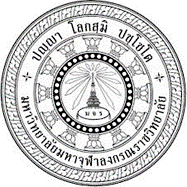 ปญฺญา โลกสฺมิ ปชฺโชโต
มจร
มหาวิทยาลัยมหาจุฬาลงกรณราชวิทยาลัย